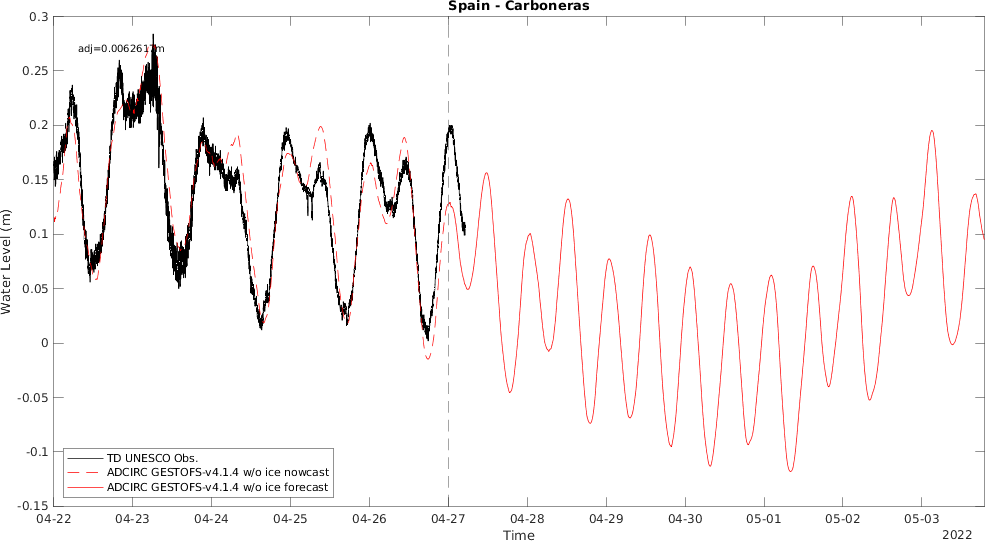 Spain - Carboneras
0.3
0.25
0.2
0.15
0.1
0.05
0
-0.05
-0.1
-0.15
Water Level (m)
adj=0.0062617m
TD UNESCO Obs.
ADCIRC GESTOFS-v4.1.4 w/o ice nowcast
ADCIRC GESTOFS-v4.1.4 w/o ice forecast
04-22 04-23 04-24 04-25 04-26 04-27 04-28 04-29 04-30 05-01 05-02 05-03
Time
2022